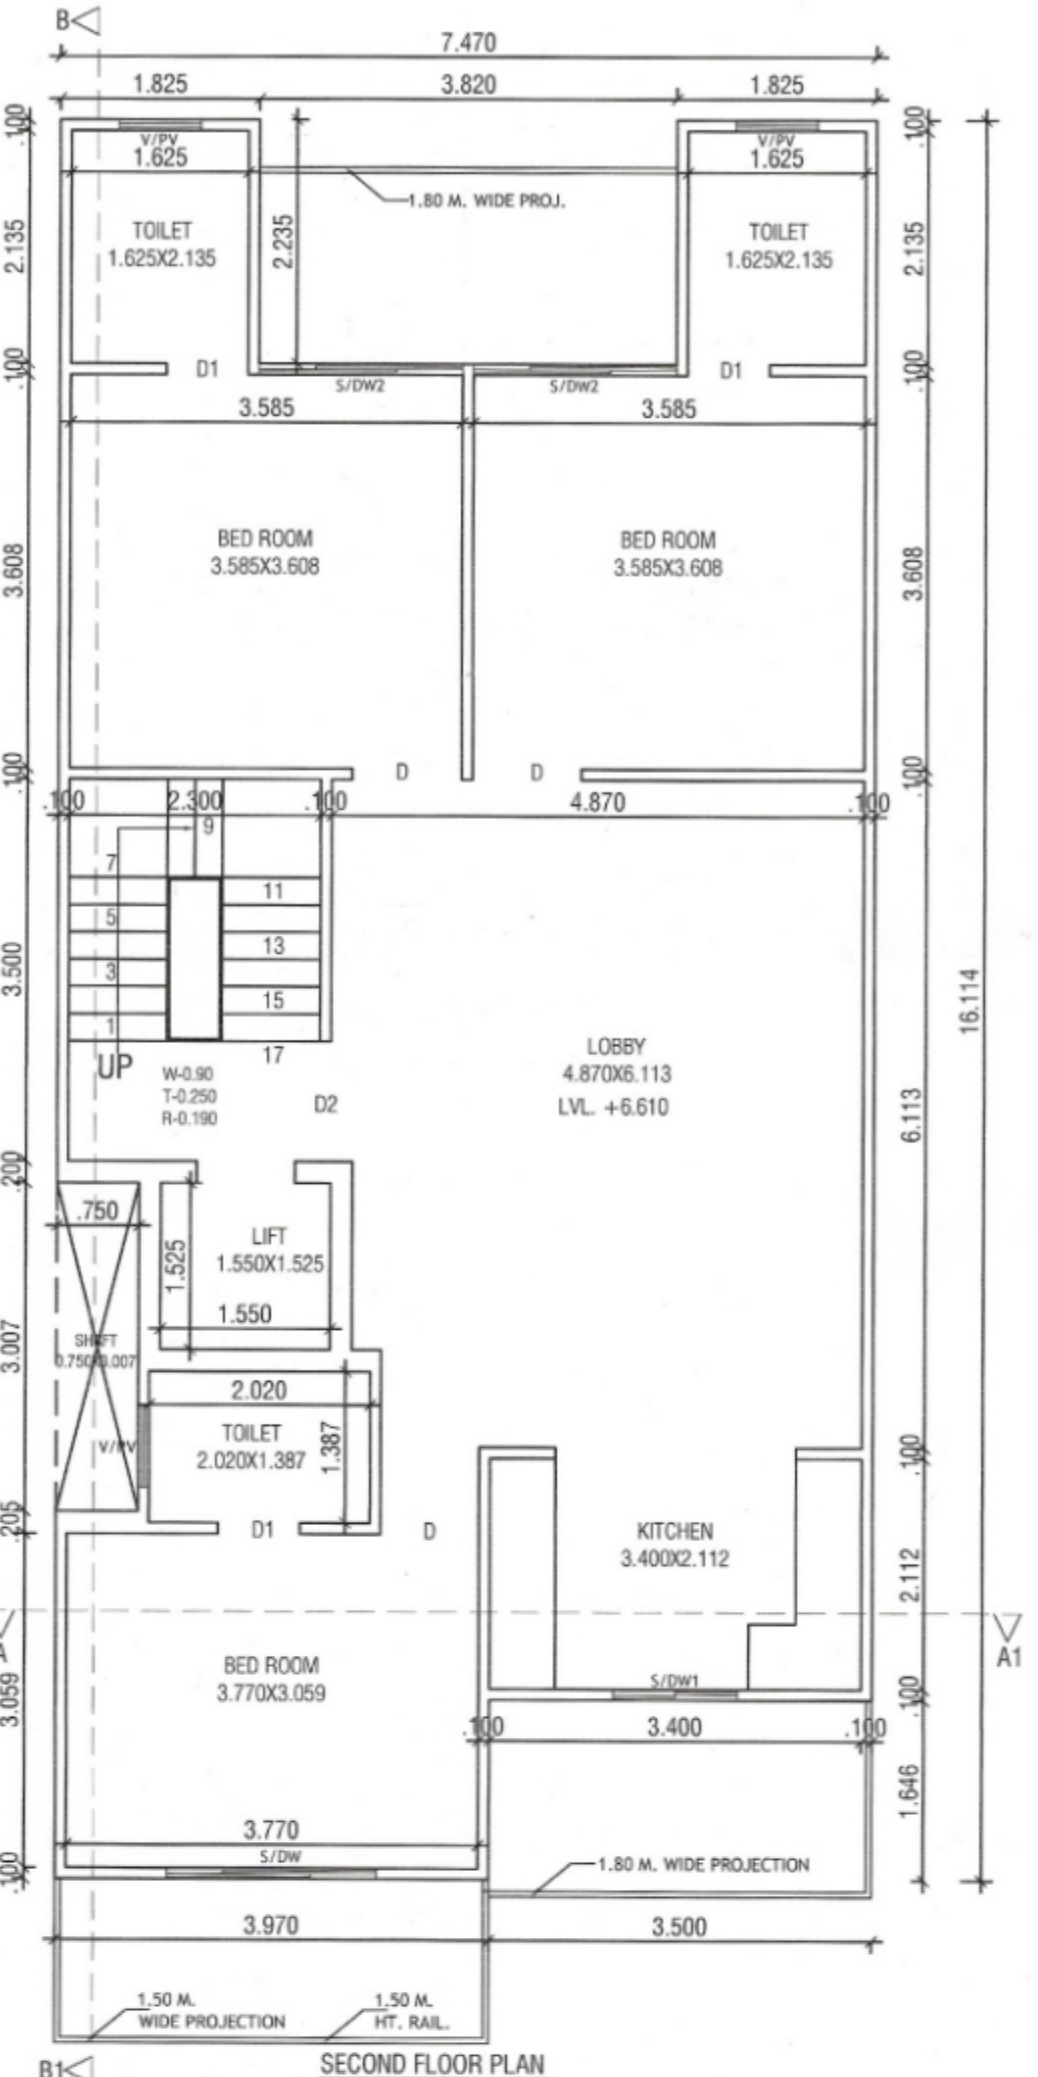 B
7.470
1.825
3.820
1.825
.100
.100
V/PV
1.625
V/PV
1.625
1.80 M. WIDE PROJ.
2.135
TOILET
1.625X2.135
2.235
TOILET
1.625X2.135
2.135
.100
D1
S/DW2
S/DW2
D1
.100
3.585
3.585
3.608
BED ROOM
3.585X3.608
BED ROOM
3.585X3.608
3.608
.100
D
D
.100
.100
2.300
.100
4.870
.100
9
7
11
5
13
3
15
1
17
3.500
UP
W-0.90
T-0.250
R-0.190
D2
LOBBY
4.870X6.113
LVL. +6.610
16.114
6.113
.200
.750
LIFT
1.550X1.525
1.525
1.550
3.007
SHAFT
0.750X3.007
2.020
V/PV
TOILET
2.020X1.387
1.387
.100
.205
D1
D
KITCHEN
3.400X2.112
2.112
A
A1
BED ROOM
3.770X3.059
3.059
S/DW1
.100
.100
3.400
.100
1.646
3.770
S/DW
.100
1.80 M. WIDE PROJECTION
3.970
3.500
1.50 M.
WIDE PROJECTION
1.50 M.
HT. RAIL.
B1
SECOND FLOOR PLAN